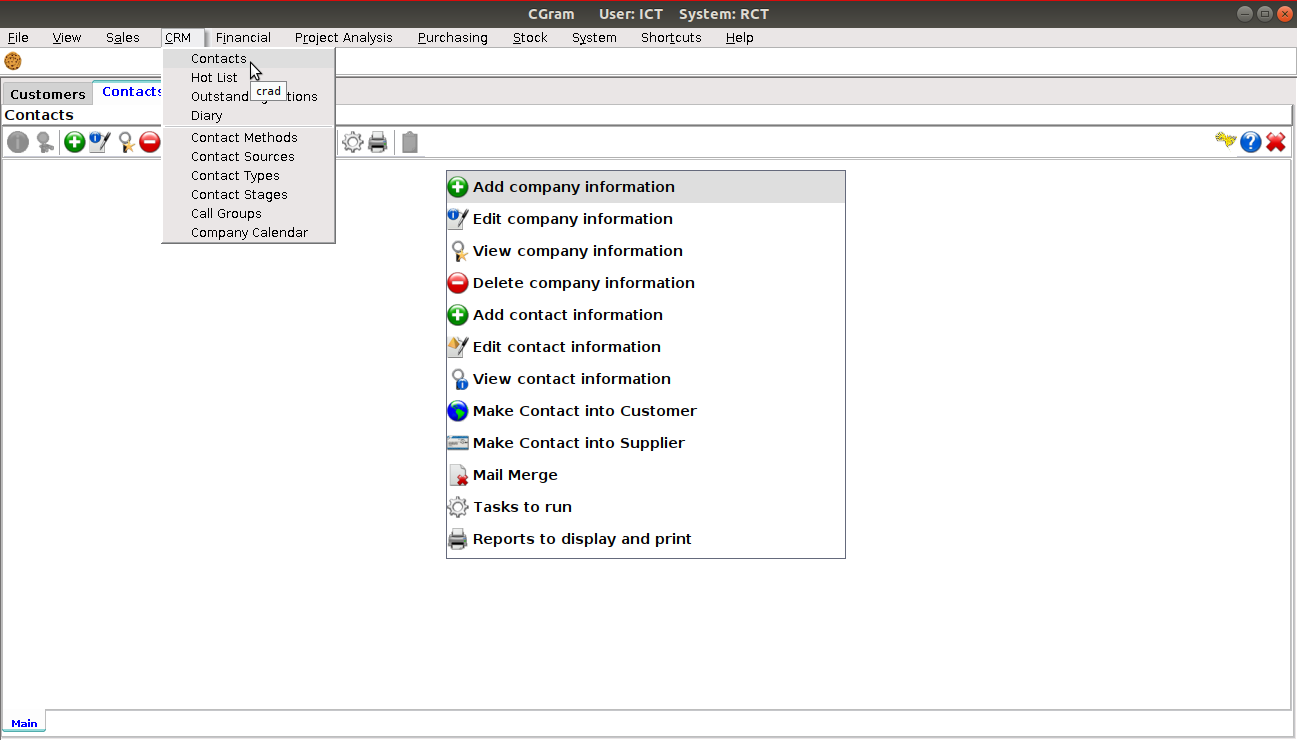 CGram User: ICT System: RCT
File View Sales CRM Financial Project Analysis Purchasing Stock System Shortcuts Help
Contacts
Hot List
crad
Diary
Contact Methods
Contact Sources
Contact Types
Contact Stages
Call Groups
Company Calendar
Customers Contacts
Contacts
Add company information
Edit company information
View company information
Delete company information
Add contact information
Edit contact information
View contact information
Make Contact into Customer
Make Contact into Supplier
Mail Merge
Tasks to run
Reports to display and print
Main